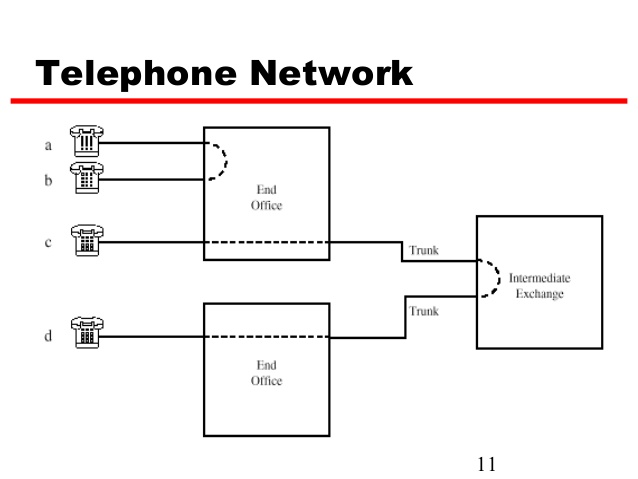 Telephone Network
a
b
End
Office
c
Trunk
Intermediate
Exchange
Trunk
d
End
Office
11